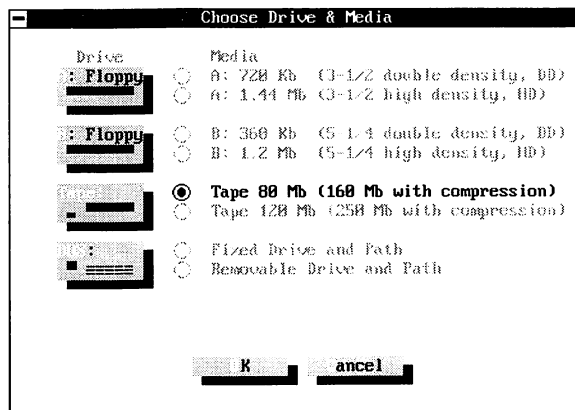 Choose Drive & Media
Drive Media
: Floppy A: 720 Kb (3-1/2 double density, DD)
A: 1.44 Mb (3-1/2 high density, HD)
: Floppy B: 360 Kb (5-1/4 double density, DD)
B: 1.2 Mb (5-1/4 high density, HD)
Tape 80 Mb (160 Mb with compression)
Tape 120 Mb (250 Mb with compression)
: Fixed Drive and Path
Removable Drive and Path
K ancel